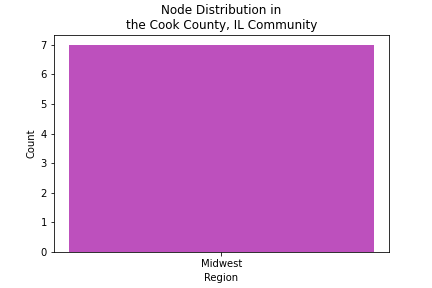 Node Distribution in
the Cook County, IL Community
7
6
5
4
3
2
1
0
Count
Midwest
Region